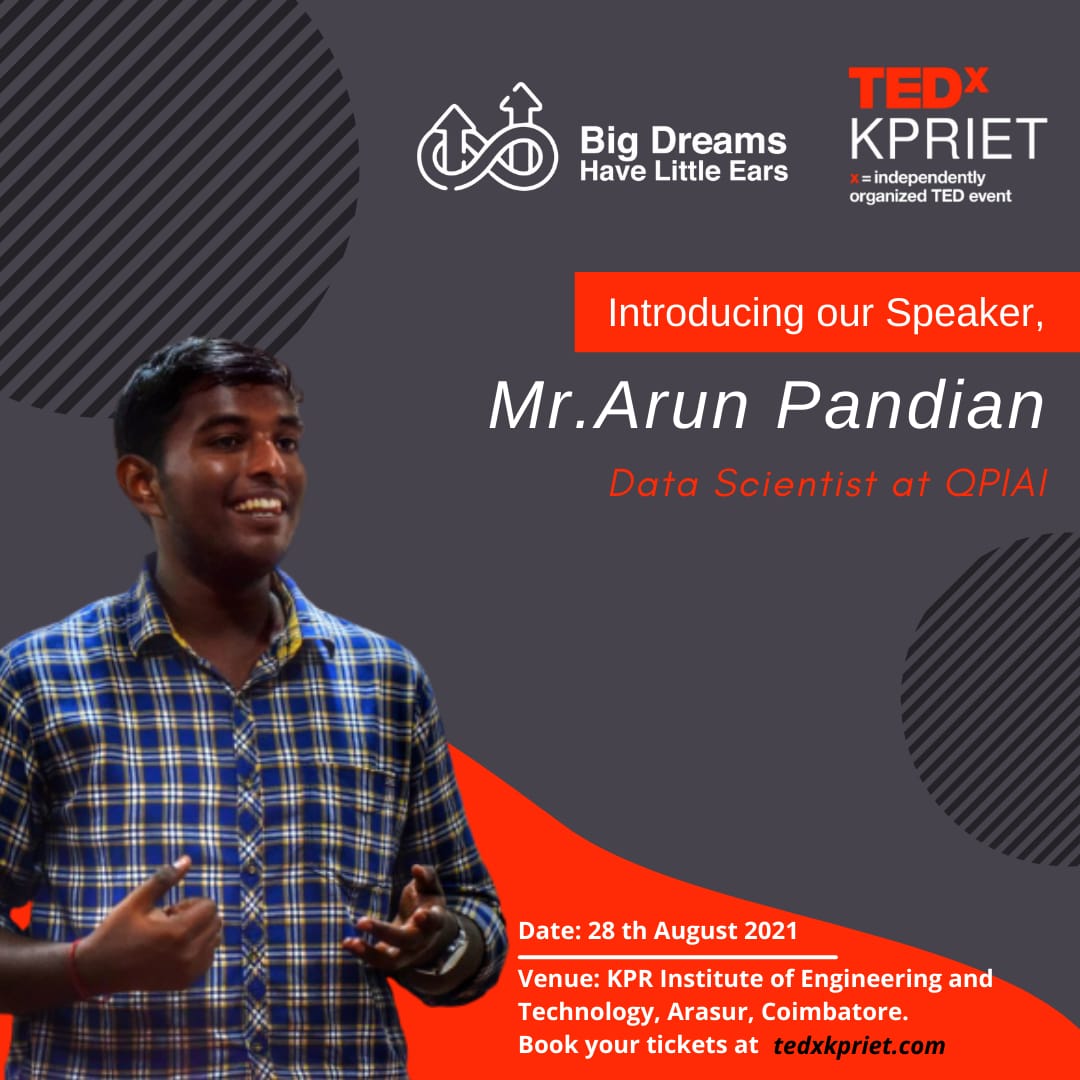 Big Dreams
Have Little Ears
TEDx
KPRIET
x = independently
organized TED event
Introducing our Speaker,
Mr.Arun Pandian
Data Scientist at QPIAI
Date: 28 th August 2021
Venue: KPR Institute of Engineering and
Technology, Arasur, Coimbatore.
Book your tickets at tedxkpriet.com